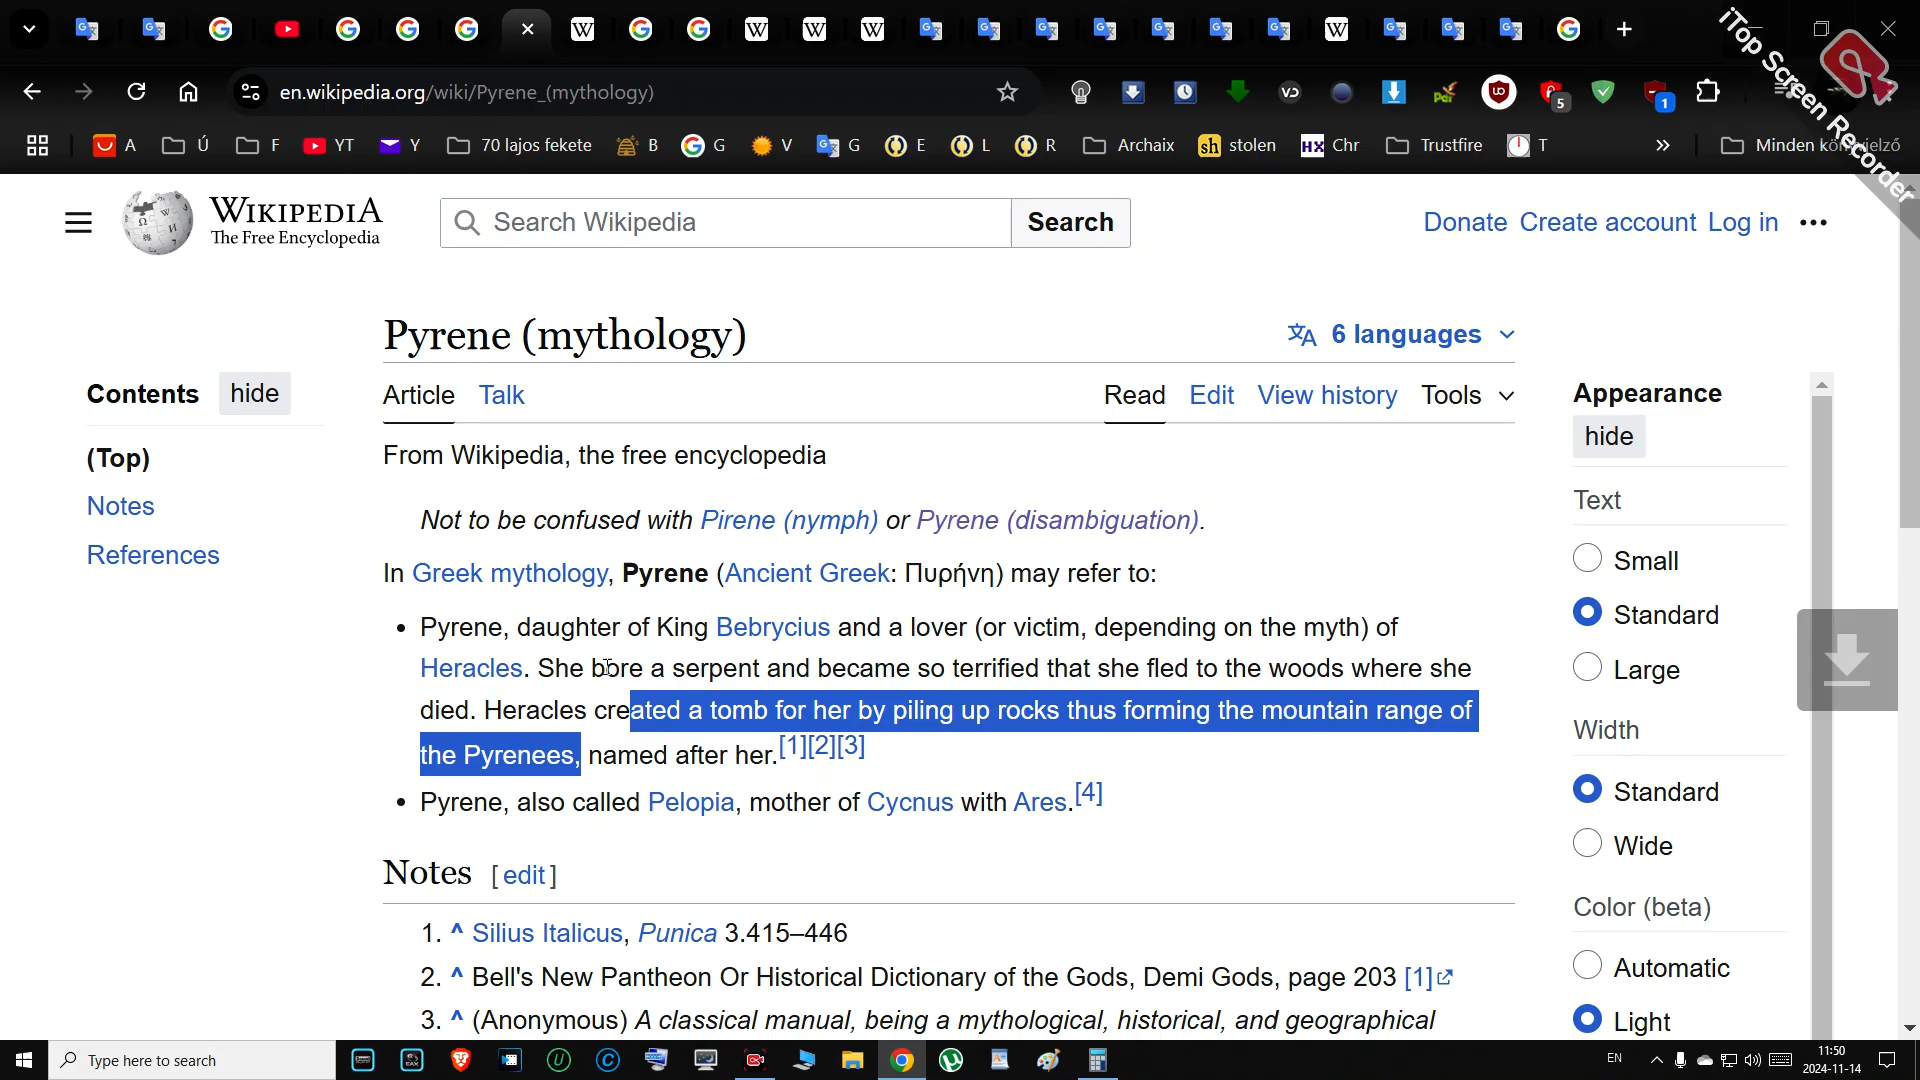 iTop Screen Recorder
en.wikipedia.org/wiki/Pyrene_(mythology)
5
1
A Ú F YT Y 70 lajos fekete B G V G E L R Archaix stolen Chr Trustfire T » Minden
WIKIPEDIA
The Free Encyclopedia
Search Wikipedia
Search
Donate Create account Log in
Pyrene (mythology)
6 languages
Contents hide
(Top)
Notes
References
Article Talk
Read Edit View history Tools
From Wikipedia, the free encyclopedia
Not to be confused with Pirene (nymph) or Pyrene (disambiguation).
In Greek mythology, Pyrene (Ancient Greek: Πυρήνη) may refer to:
• Pyrene, daughter of King Bebrycius and a lover (or victim, depending on the myth) of
Heracles. She bore a serpent and became so terrified that she fled to the woods where she
died. Heracles created a tomb for her by piling up rocks thus forming the mountain range of
the Pyrenees, named after her.[1][2][3]
• Pyrene, also called Pelopia, mother of Cycnus with Ares.[4]
Notes [ edit ]
1. ^ Silius Italicus, Punica 3.415–446
2. ^ Bell's New Pantheon Or Historical Dictionary of the Gods, Demi Gods, page 203 [1]
3. ^ (Anonymous) A classical manual, being a mythological, historical, and geographical
Appearance
hide
Text
Small
Standard
Large
Width
Standard
Wide
Color (beta)
Automatic
Light
Type here to search
EN
11:50
2024-11-14